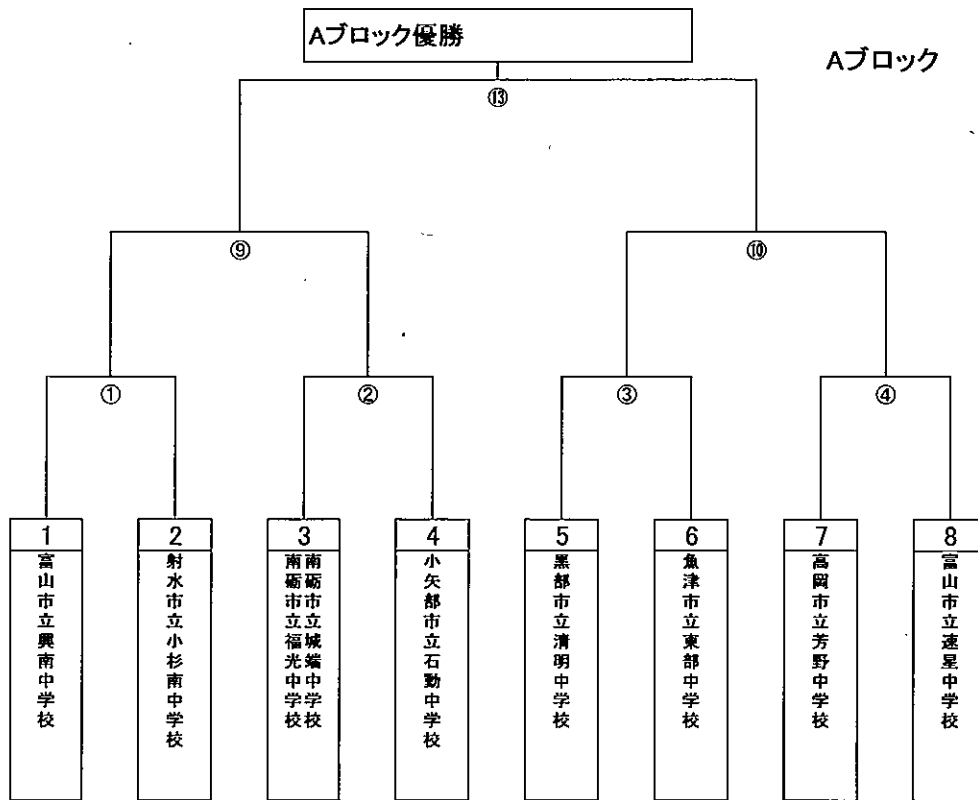 Aブロック優勝
Aブロック
⑬
⑨
⑩
①
②
③
④
1
2
3
4
5
6
7
8
富山市立興南中学校
射水市立小杉南中学校
南砺市立城端中学校
南砺市立福光中学校
小矢部市立石動中学校
黒部市立清明中学校
魚津市立東部中学校
高岡市立芳野中学校
富山市立速星中学校